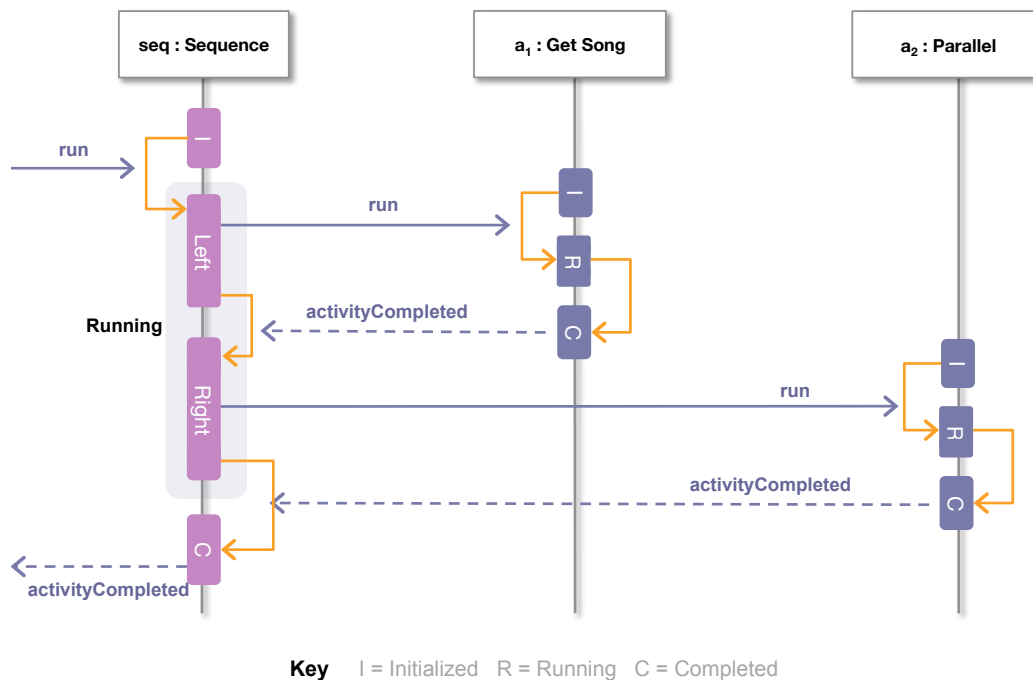 seq : Sequence
a1 : Get Song
a2 : Parallel
I
run
I
Left
run
R
activityCompleted
Running
C
I
Right
run
R
activityCompleted
C
C
activityCompleted
Key I = Initialized R = Running C = Completed